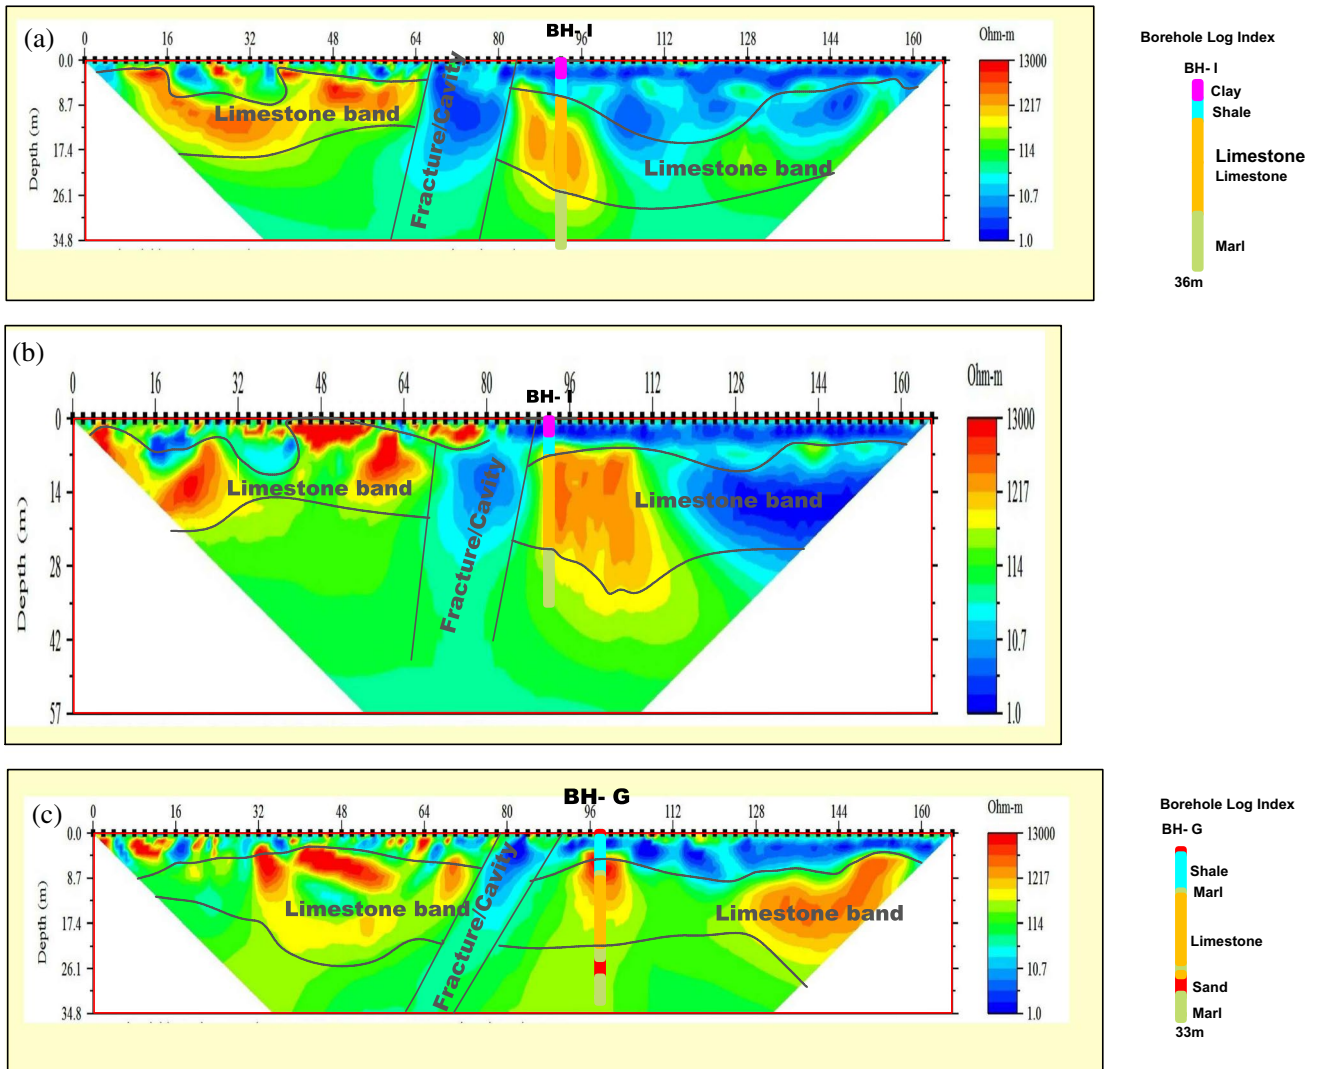 (a)
BH- I
Ohm-m
0 16 32 48 64 80 96 112 128 144 160
0.0
8.7
17.4
26.1
34.8
Depth (m)
Limestone band
Fracture/Cavity
Limestone band
13000
1217
114
10.7
1.0
Borehole Log Index
BH- I
Clay
Shale
Limestone
Limestone
Marl
36m
(b)
0 16 32 48 64 80 96 112 128 144 160
Ohm-m
BH- I
0
14
28
42
57
Depth (m)
Limestone band
Fracture/Cavity
Limestone band
13000
1217
114
10.7
1.0
(c)
BH- G
0 16 32 48 64 80 96 112 128 144 160
Ohm-m
0.0
8.7
17.4
26.1
34.8
Depth (m)
Limestone band
Fracture/Cavity
Limestone band
13000
1217
114
10.7
1.0
Borehole Log Index
BH- G
Shale
Marl
Limestone
Sand
Marl
33m